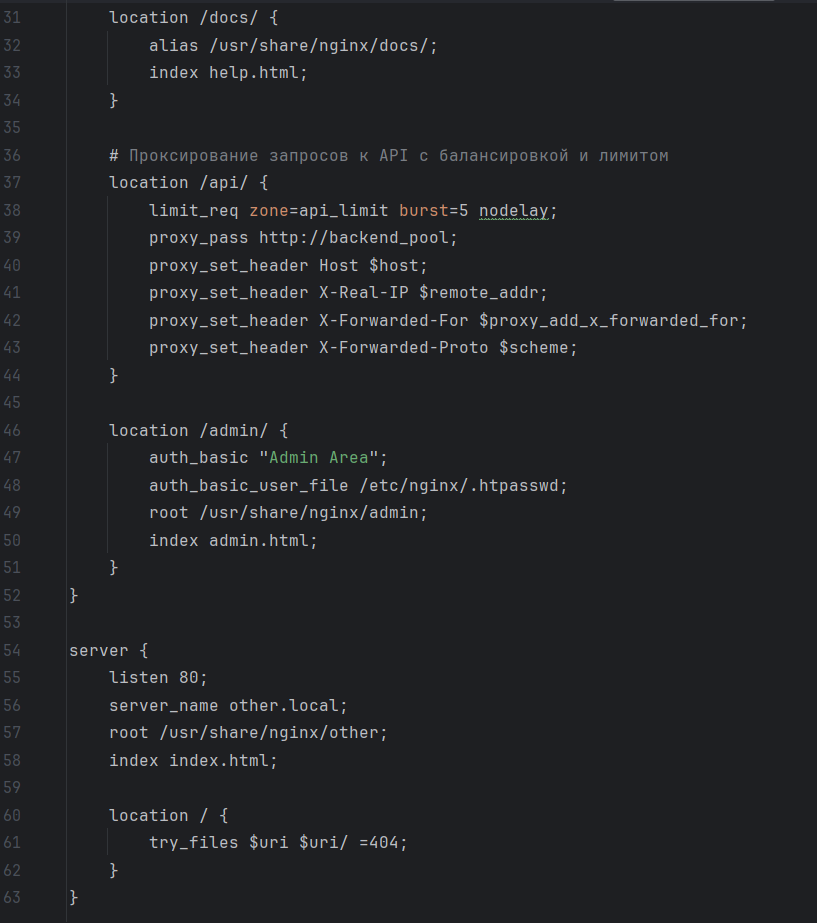 31 location /docs/ {
32 alias /usr/share/nginx/docs/;
33 index help.html;
34 }
35
36 # Проксирование запросов к API с балансировкой и лимитом
37 location /api/ {
38 limit_req zone=api_limit burst=5 nodelay;
39 proxy_pass http://backend_pool;
40 proxy_set_header Host $host;
41 proxy_set_header X-Real-IP $remote_addr;
42 proxy_set_header X-Forwarded-For $proxy_add_x_forwarded_for;
43 proxy_set_header X-Forwarded-Proto $scheme;
44 }
45
46 location /admin/ {
47 auth_basic "Admin Area";
48 auth_basic_user_file /etc/nginx/.htpasswd;
49 root /usr/share/nginx/admin;
50 index admin.html;
51 }
52 }
53
54 server {
55 listen 80;
56 server_name other.local;
57 root /usr/share/nginx/other;
58 index index.html;
59
60 location / {
61 try_files $uri $uri/ =404;
62 }
63 }